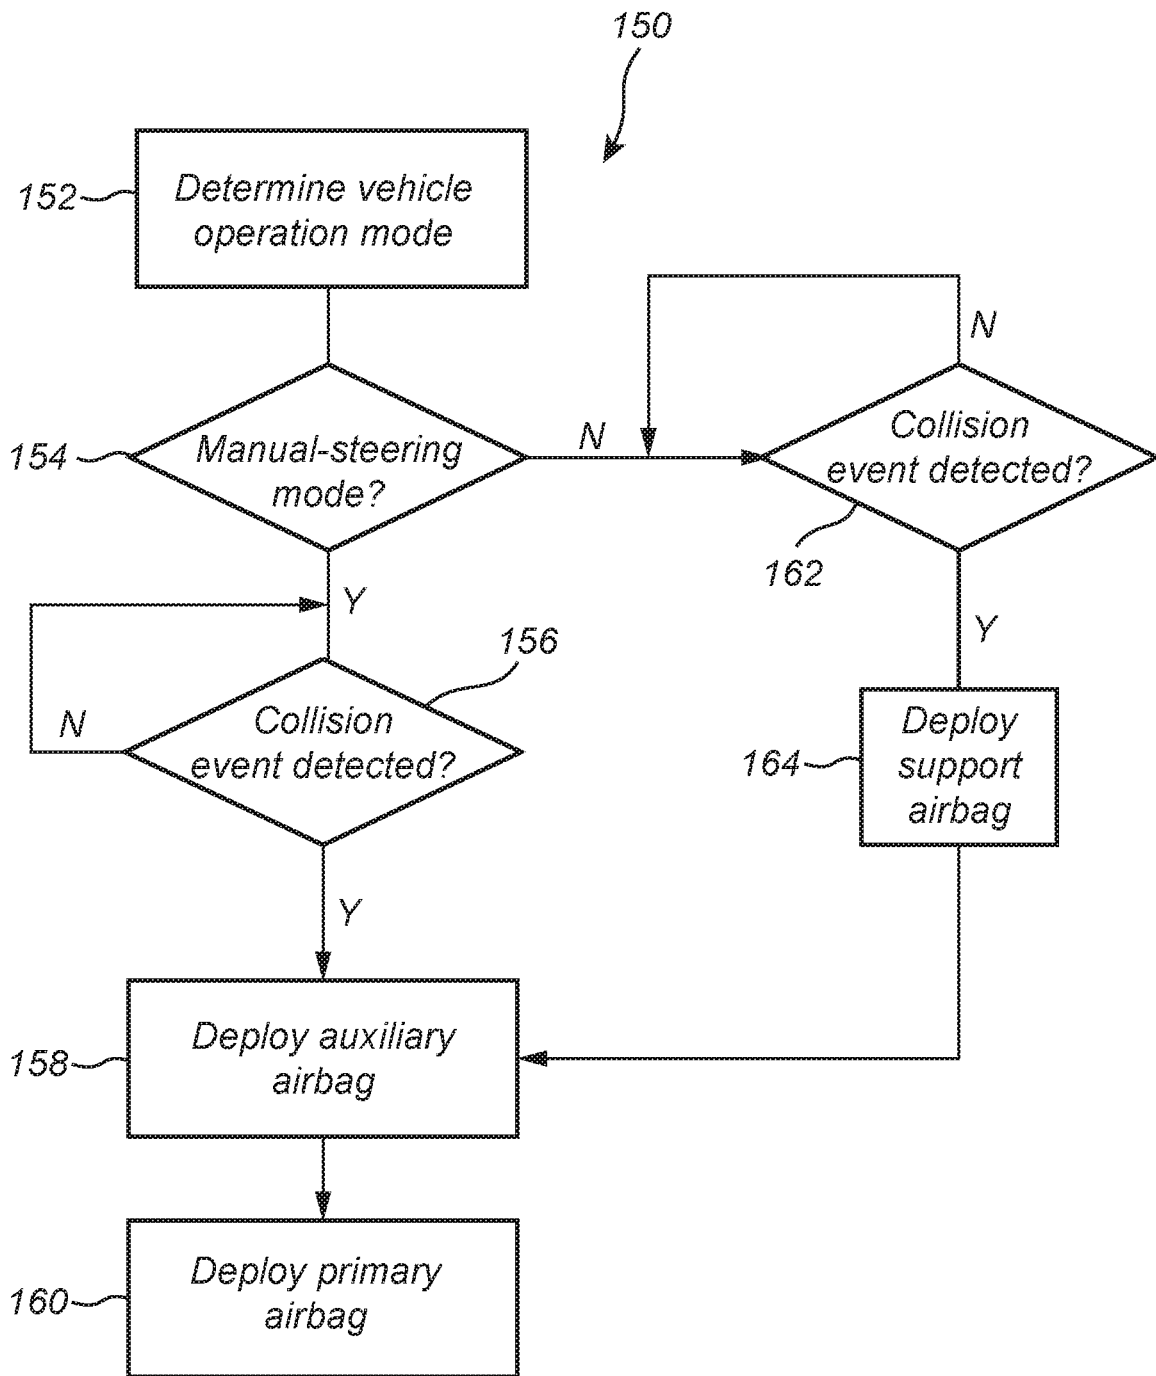 150
152
Determine vehicle
operation mode
N
154
Manual-steering
mode?
N
Collision
event detected?
162
Y
156
Y
N
Collision
event detected?
164
Deploy
support
airbag
Y
158
Deploy auxiliary
airbag
160
Deploy primary
airbag